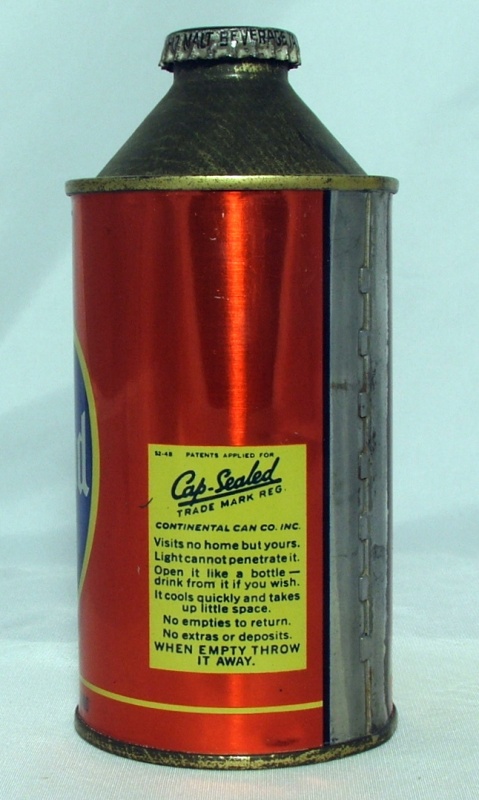 MALT BEVERAGE
d
52-48 PATENTS APPLIED FOR
Cap-Sealed
TRADE MARK REG.
CONTINENTAL CAN CO. INC.
Visits no home but yours.
Light cannot penetrate it.
Open it like a bottle —
drink from it if you wish.
It cools quickly and takes
up little space.
No empties to return.
No extras or deposits.
WHEN EMPTY THROW
IT AWAY.